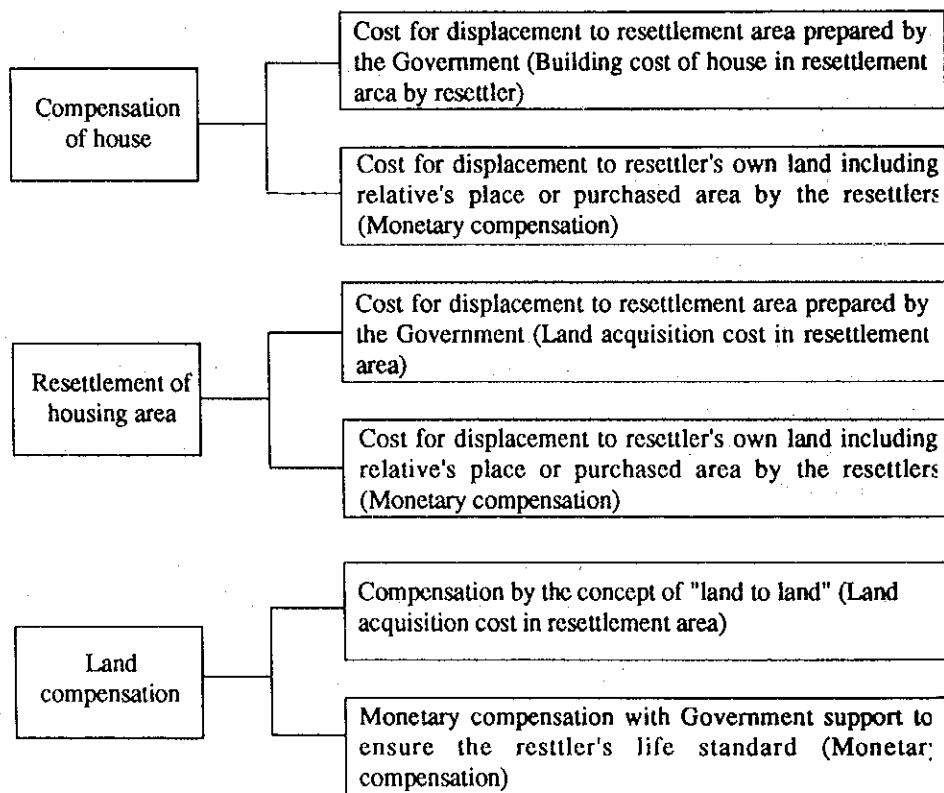 Compensation
of house
Cost for displacement to resettlement area prepared by
the Government (Building cost of house in resettlement
area by resettler)
Cost for displacement to resettler's own land including
relative's place or purchased area by the resettlers
(Monetary compensation)
Resettlement of
housing area
Cost for displacement to resettlement area prepared by
the Government (Land acquisition cost in resettlement
area)
Cost for displacement to resettler's own land including
relative's place or purchased area by the resettlers
(Monetary compensation)
Land
compensation
Compensation by the concept of "land to land" (Land
acquisition cost in resettlement area)
Monetary compensation with Government support to
ensure the resttler's life standard (Monetary
compensation)